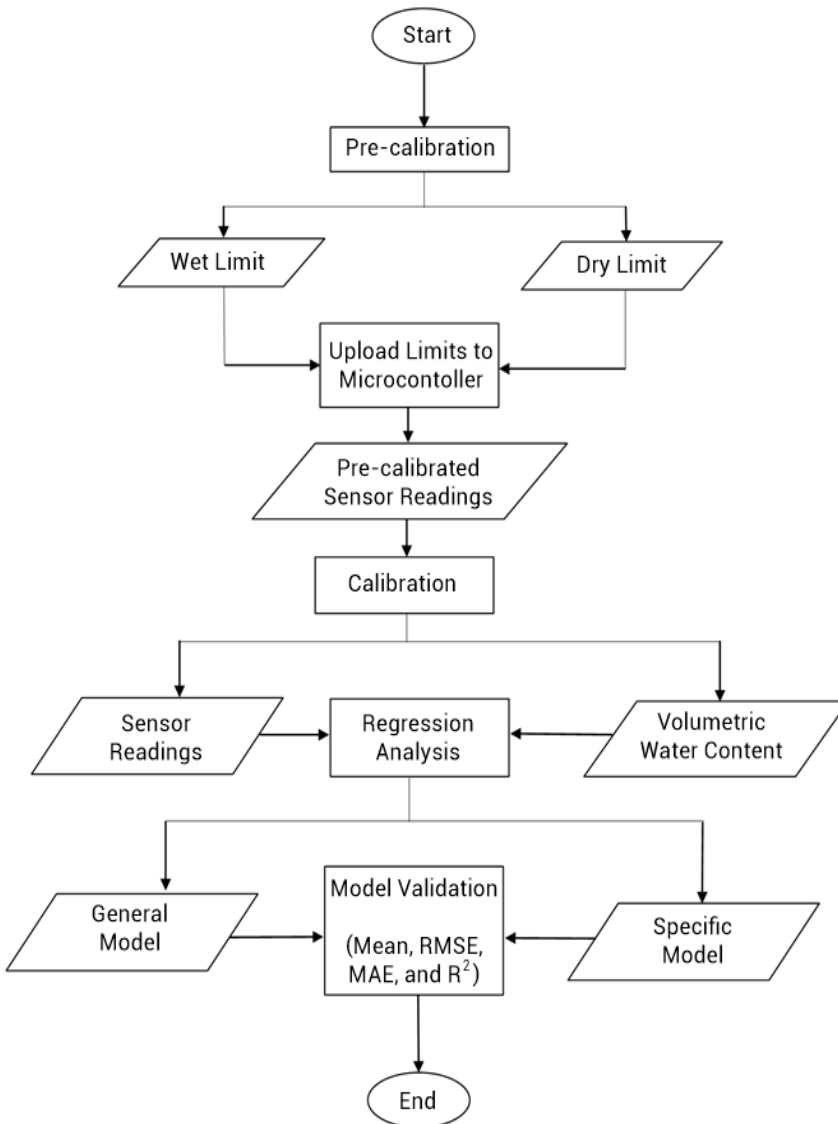 Start
Pre-calibration
Wet Limit
Dry Limit
Upload Limits to
Microcontoller
Pre-calibrated
Sensor Readings
Calibration
Sensor
Readings
Regression
Analysis
Volumetric
Water Content
General
Model
Model Validation
(Mean, RMSE,
MAE, and R²)
Specific
Model
End